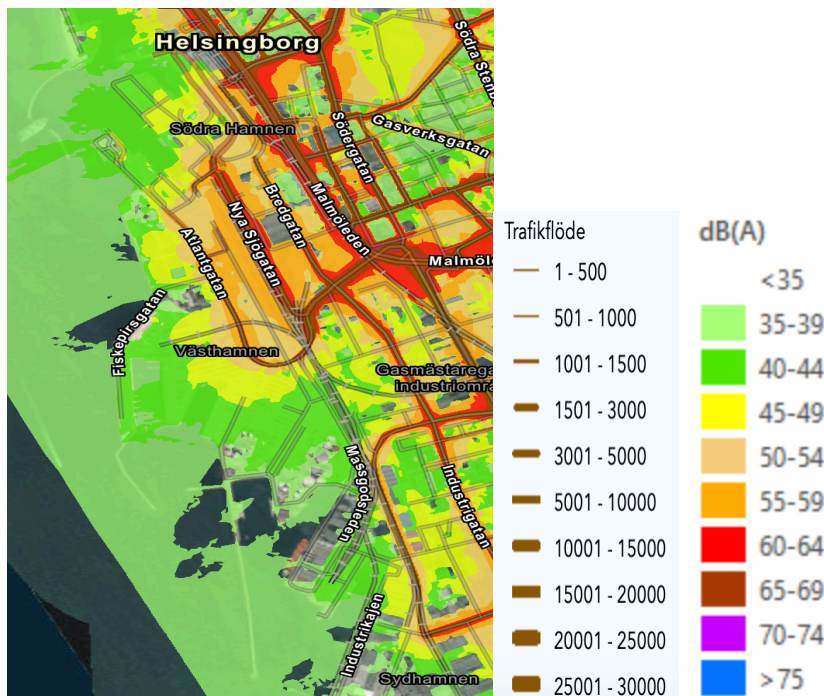 Helsingborg
Södra Stenb
Södra Hamnen
Södergatan
Gasverksgatan
Bredgatan
Malmöleden
Nya Sjögatan
Atlantgatan
Malmöl
Fiskepirsgatan
Västhamnen
Gasmästarega
industriområ
Massgodsleden
Industrigatan
Industrikajen
Sydhamnen
Trafikflöde
1 - 500
501 - 1000
1001 - 1500
1501 - 3000
3001 - 5000
5001 - 10000
10001 - 15000
15001 - 20000
20001 - 25000
25001 - 30000
dB(A)
<35
35-39
40-44
45-49
50-54
55-59
60-64
65-69
70-74
>75